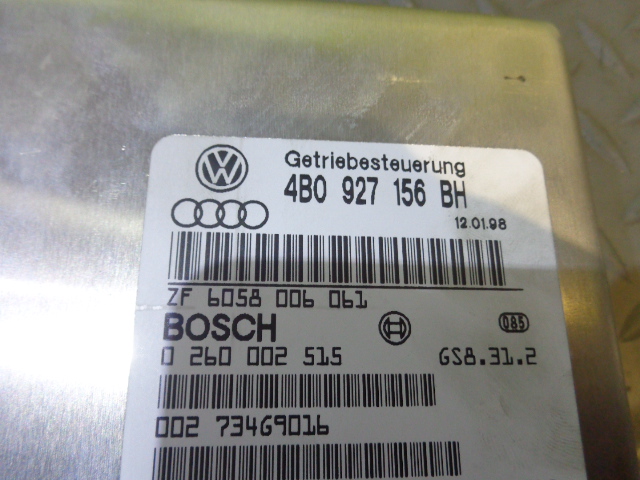 Getriebesteuerung
4B0 927 156 BH
12.01.98
ZF 6058 006 061
BOSCH
085
0 260 002 515 GS8.31.2
002 734G9016